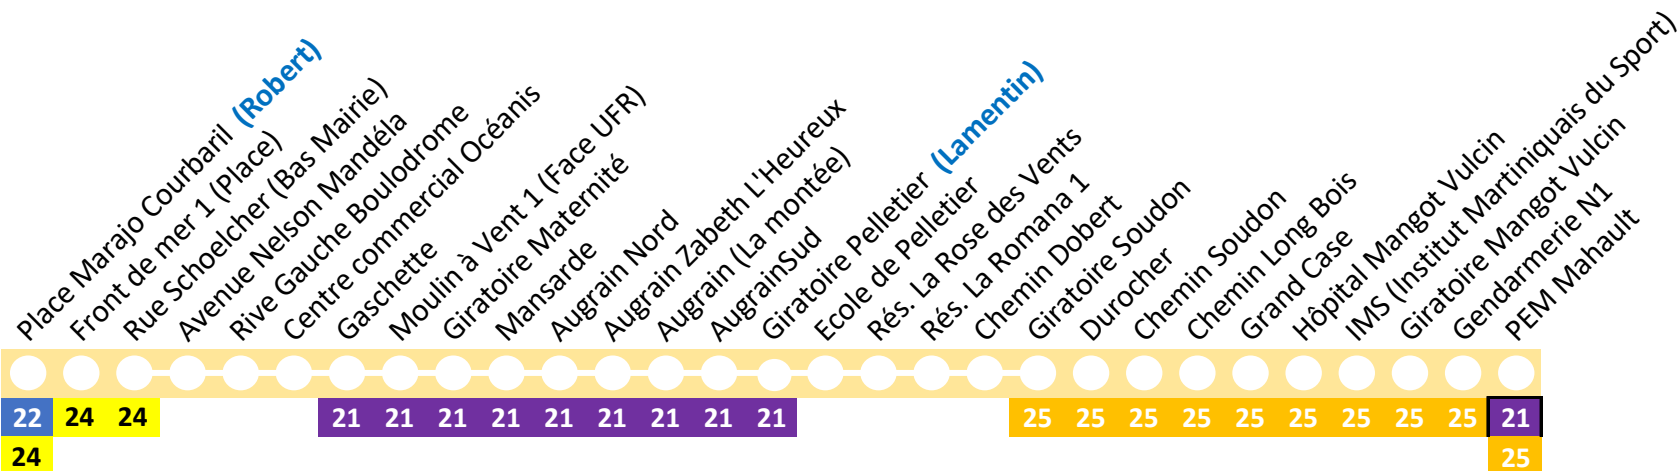 Place Marajo Courbaril (Robert)
Front de mer 1 (Place)
Rue Schoelcher (Bas Mairie)
Avenue Nelson Mandéla
Rive Gauche Boulodrome
Centre commercial Océanis
Gaschette
Moulin à Vent 1 (Face UFR)
Giratoire Maternité
Mansarde
Augrain Nord
Augrain Zabeth L'Heureux
Augrain (La montée)
AugrainSud
Giratoire Pelletier (Lamentin)
Ecole de Pelletier
Rés. La Rose des Vents
Rés. La Romana 1
Chemin Dobert
Giratoire Soudon
Durocher
Chemin Soudon
Chemin Long Bois
Grand Case
Hôpital Mangot Vulcin
IMS (Institut Martiniquais du Sport)
Giratoire Mangot Vulcin
Gendarmerie N1
PEM Mahault
22 24 24 21 21 21 21 21 21 21 21 21 25 25 25 25 25 25 25 25 25 21
24 25